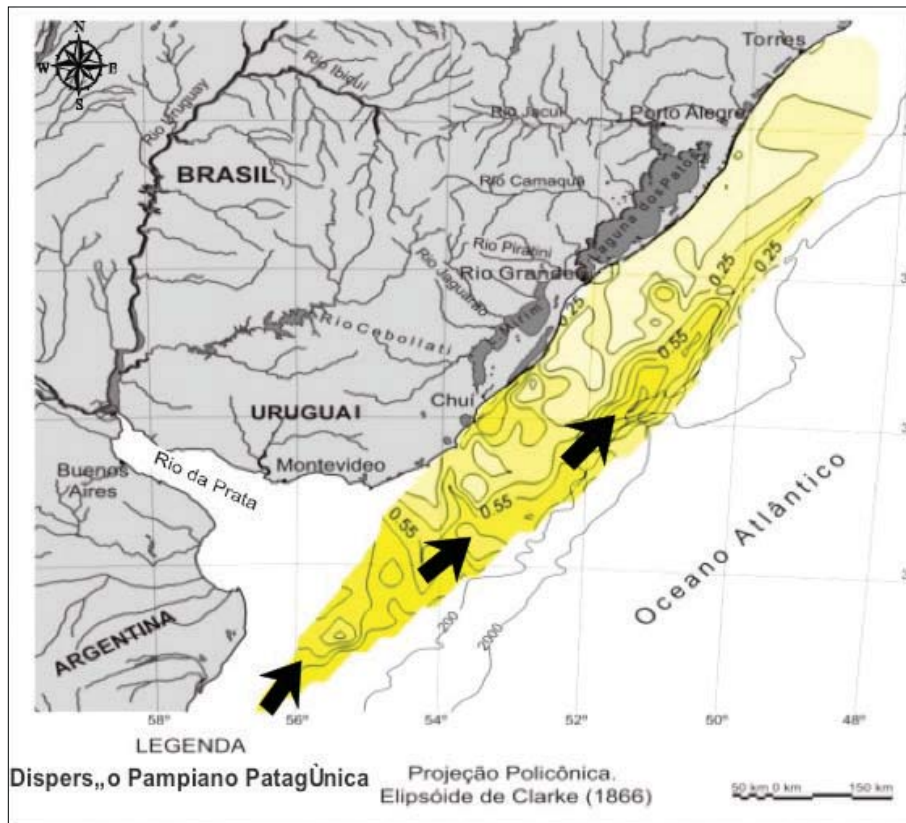 N
W E
S
Torres
Rio Ibiqui
Rio Uruguay
Rio Jacuí
Porto Alegre
BRASIL
Rio Camaquã
Laguna dos Patos
Rio Piratini
Rio Grande
Rio Jaguarão
0.25
0.25
0.25
Mirim
Rio Cebollati
0.55
Chuí
URUGUAI
Montevideo
Rio da Prata
Buenos
Aires
0.55
0.55
Oceano Atlântico
ARGENTINA
200
2000
58° 56° 54° 52° 50° 48°
LEGENDA
Dispers„o Pampiano PatagÙnica
Projeção Policônica.
Elipsóide de Clarke (1866)
50 km 0 km 150 km